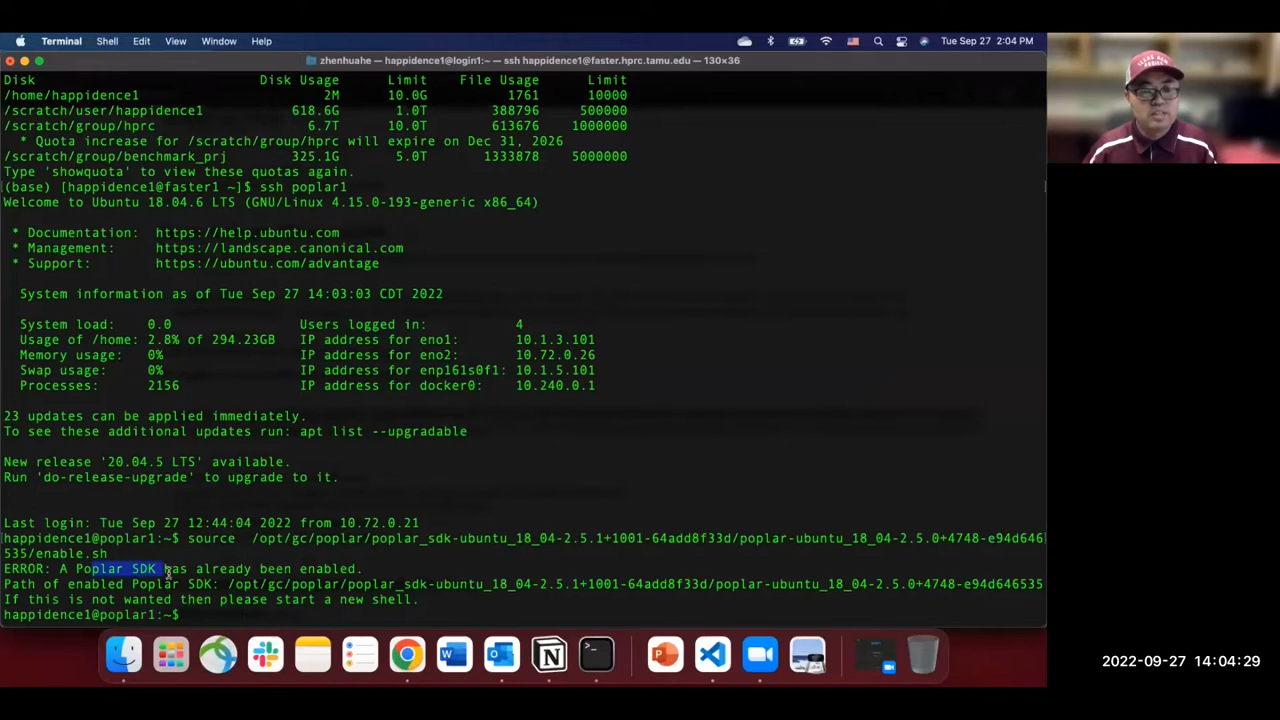 Terminal Shell Edit View Window Help Tue Sep 27 2:04 PM
zhenhuahe — happidence1@login1:~ — ssh happidence1@faster.hprc.tamu.edu — 130×36
Disk Disk Usage Limit File Usage Limit
/home/happidence1 2M 10.0G 1761 10000
/scratch/user/happidence1 618.6G 1.0T 388796 500000
/scratch/group/hprc 6.7T 10.0T 613676 1000000
* Quota increase for /scratch/group/hprc will expire on Dec 31, 2026
/scratch/group/benchmark_prj 325.1G 5.0T 1333878 5000000
Type 'showquota' to view these quotas again.
(base) [happidence1@faster1 ~]$ ssh poplar1
Welcome to Ubuntu 18.04.6 LTS (GNU/Linux 4.15.0-193-generic x86_64)
* Documentation: https://help.ubuntu.com
* Management: https://landscape.canonical.com
* Support: https://ubuntu.com/advantage
System information as of Tue Sep 27 14:03:03 CDT 2022
System load: 0.0 Users logged in: 4
Usage of /home: 2.8% of 294.23GB IP address for eno1: 10.1.3.101
Memory usage: 0% IP address for eno2: 10.72.0.26
Swap usage: 0% IP address for enp161s0f1: 10.1.5.101
Processes: 2156 IP address for docker0: 10.240.0.1
23 updates can be applied immediately.
To see these additional updates run: apt list --upgradable
New release '20.04.5 LTS' available.
Run 'do-release-upgrade' to upgrade to it.
Last login: Tue Sep 27 12:44:04 2022 from 10.72.0.21
happidence1@poplar1:~$ source /opt/gc/poplar/poplar_sdk-ubuntu_18_04-2.5.1+1001-64add8f33d/poplar-ubuntu_18_04-2.5.0+4748-e94d646
535/enable.sh
ERROR: A Poplar SDK has already been enabled.
Path of enabled Poplar SDK: /opt/gc/poplar/poplar_sdk-ubuntu_18_04-2.5.1+1001-64add8f33d/poplar-ubuntu_18_04-2.5.0+4748-e94d646535
If this is not wanted then please start a new shell.
happidence1@poplar1:~$
2022-09-27 14:04:29